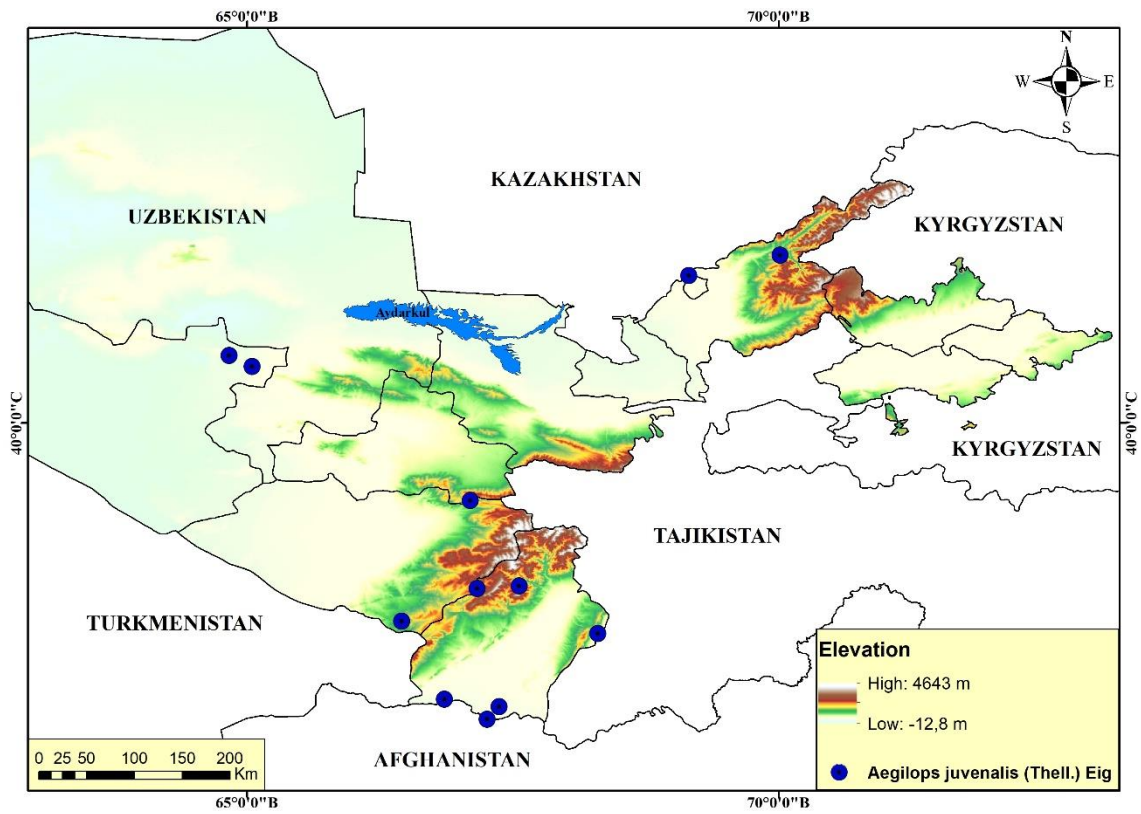 65°0'0"B 70°0'0"B
N
W E
S
KAZAKHSTAN
UZBEKISTAN
KYRGYZSTAN
Aydarkul
40°0'0"C 40°0'0"C
KYRGYZSTAN
TAJIKISTAN
TURKMENISTAN
Elevation
High: 4643 m
Low: -12,8 m
AFGHANISTAN
0 25 50 100 150 200
Km
Aegilops juvenalis (Thell.) Eig
65°0'0"B 70°0'0"B